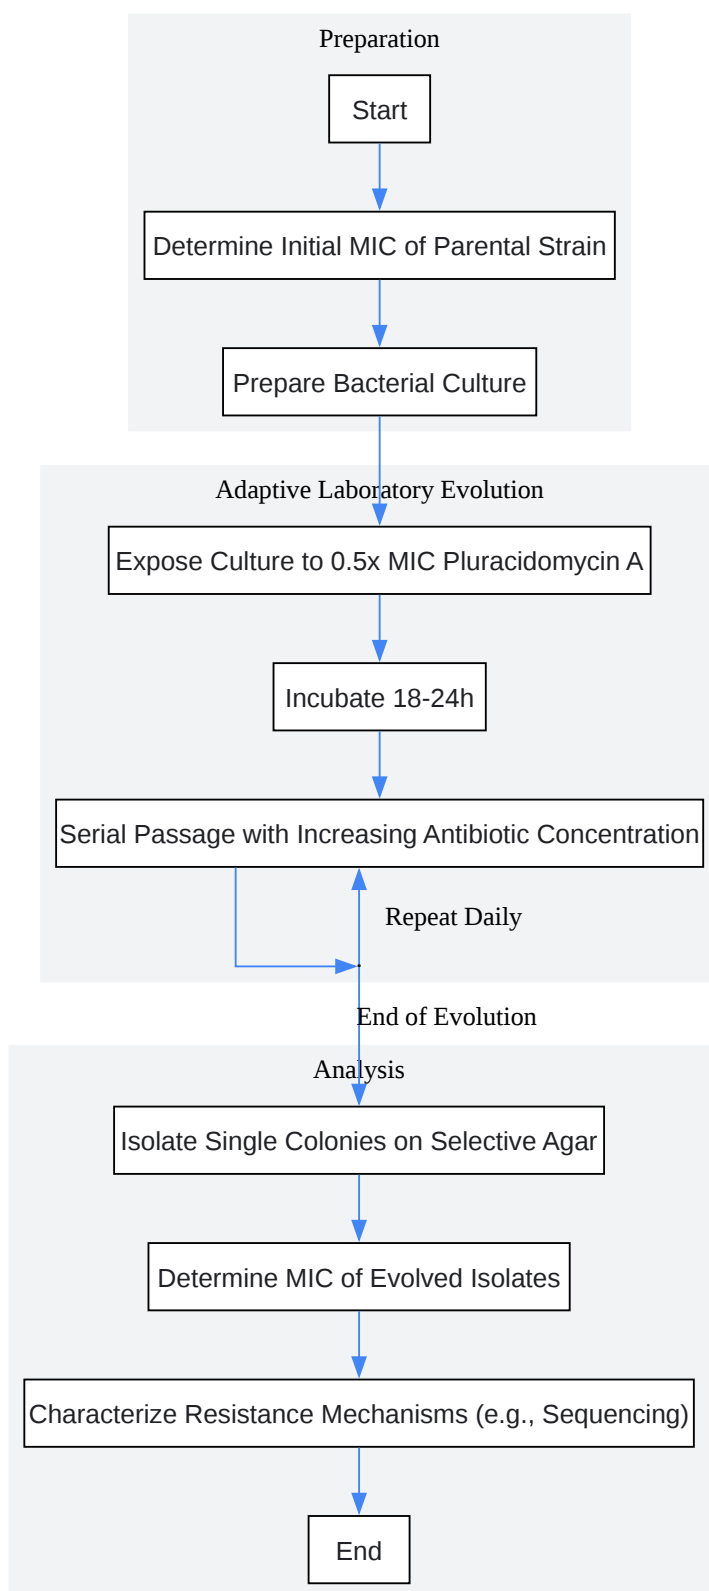 Preparation
Start
Determine Initial MIC of Parental Strain
Prepare Bacterial Culture
Adaptive Laboratory Evolution
Expose Culture to 0.5x MIC Pluracidomycin A
Incubate 18-24h
Serial Passage with Increasing Antibiotic Concentration
Repeat Daily
End of Evolution
Analysis
Isolate Single Colonies on Selective Agar
Determine MIC of Evolved Isolates
Characterize Resistance Mechanisms (e.g., Sequencing)
End